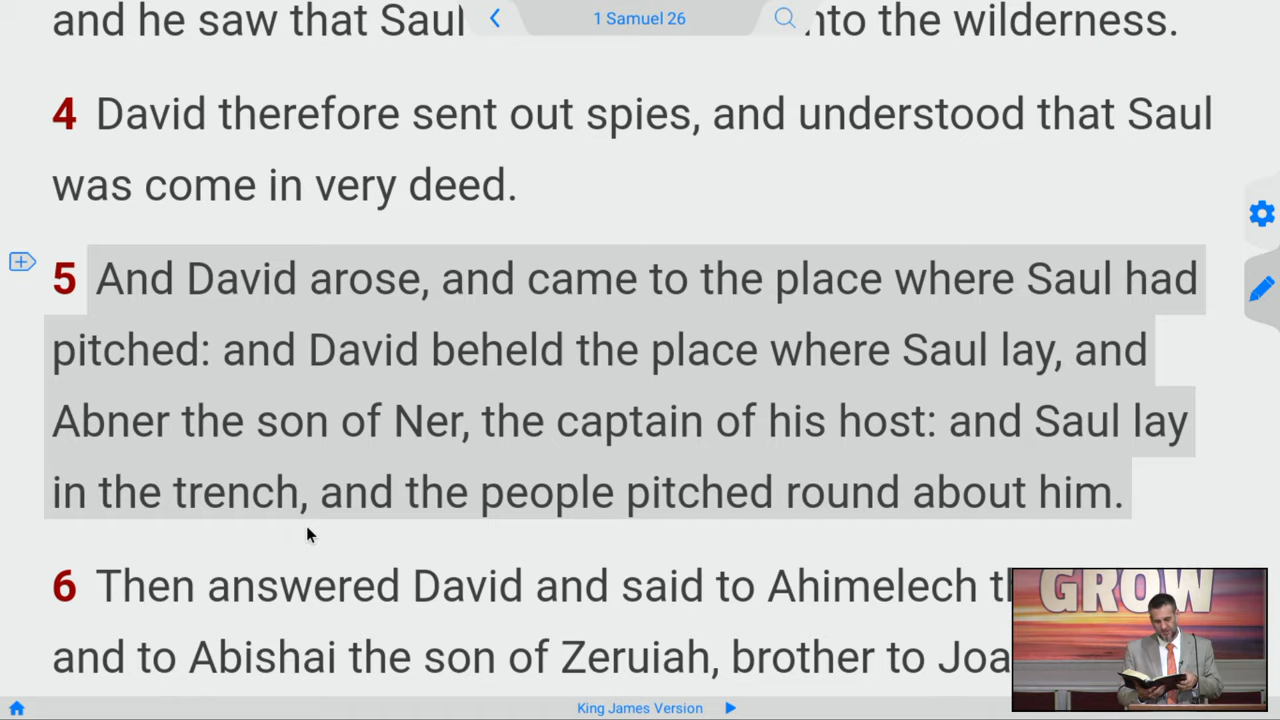 and he saw that Saul
1 Samuel 26
into the wilderness.
4 David therefore sent out spies, and understood that Saul
was come in very deed.
5 And David arose, and came to the place where Saul had
pitched: and David beheld the place where Saul lay, and
Abner the son of Ner, the captain of his host: and Saul lay
in the trench, and the people pitched round about him.
6 Then answered David and said to Ahimelech
and to Abishai the son of Zeruiah, brother to
GROW
King James Version